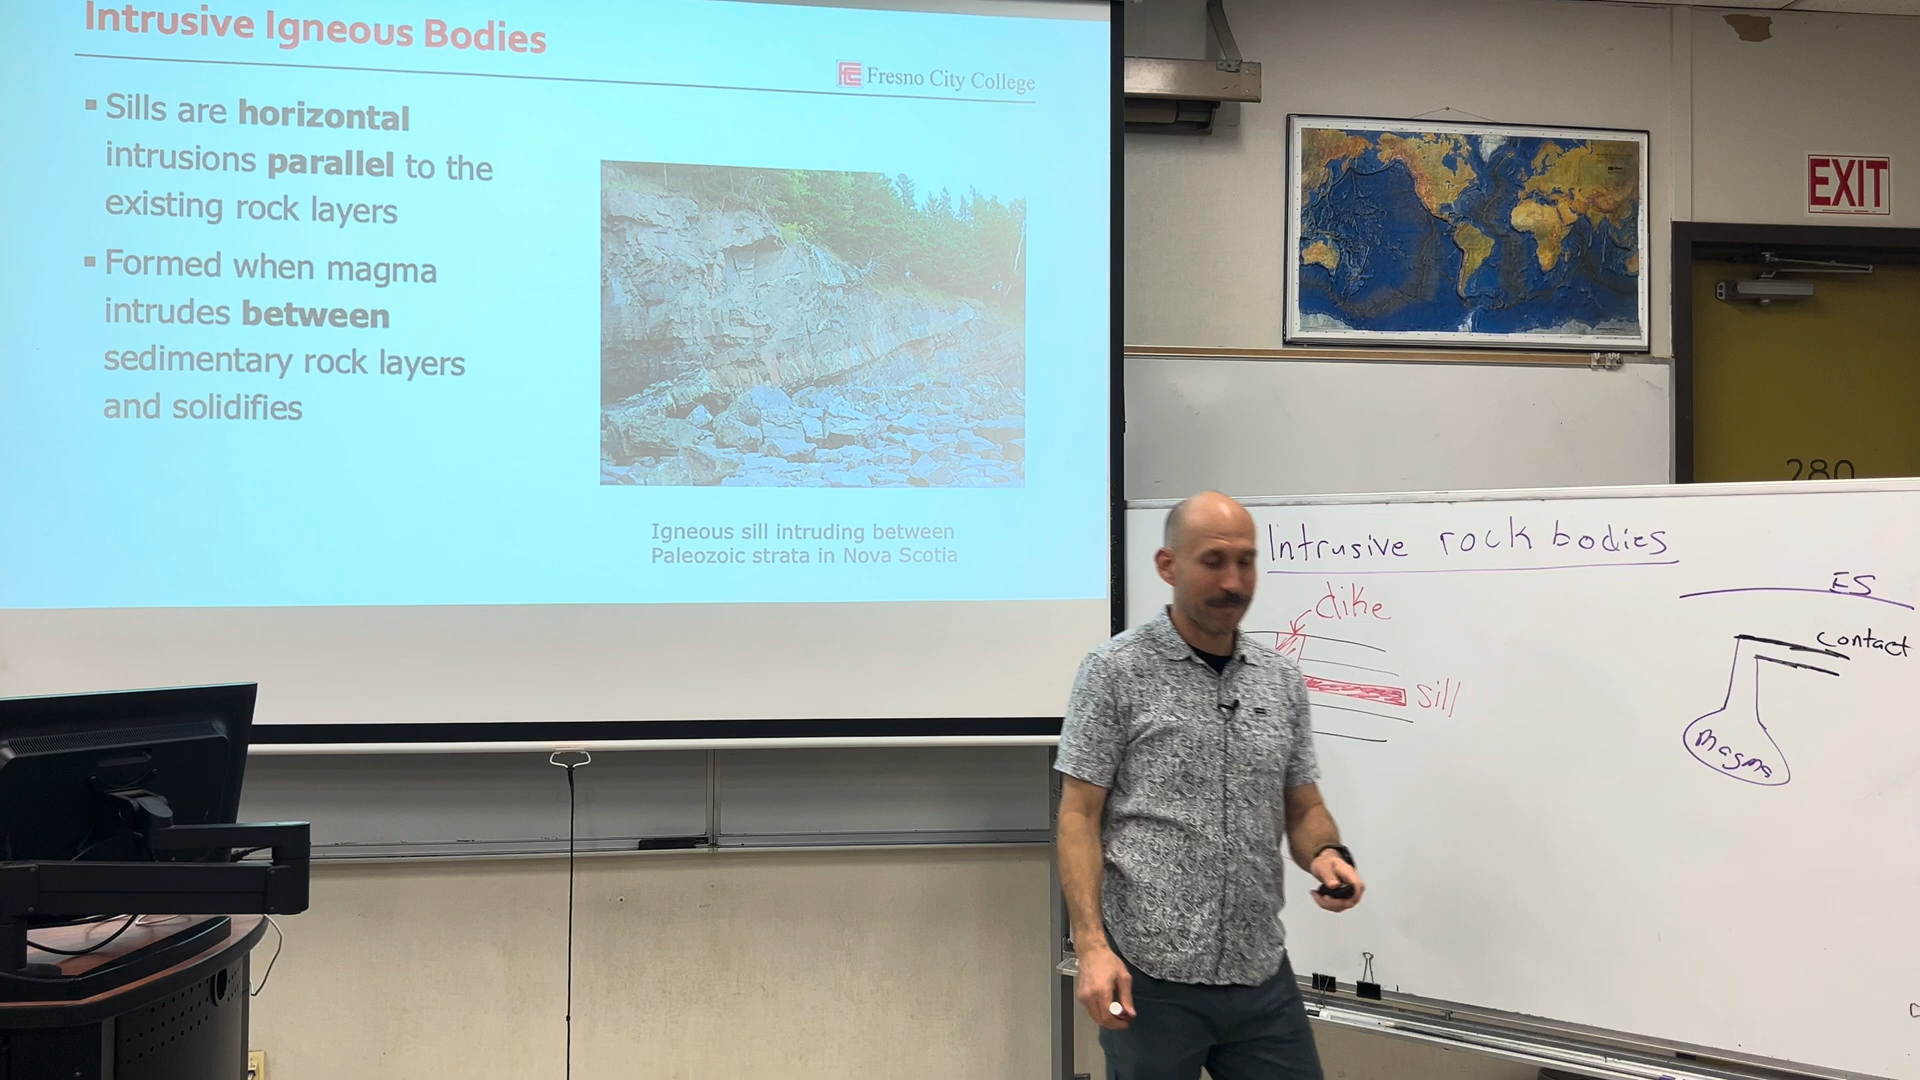 Intrusive Igneous Bodies
Fresno City College
▪ Sills are horizontal
intrusions parallel to the
existing rock layers
▪ Formed when magma
intrudes between
sedimentary rock layers
and solidifies
Igneous sill intruding between
Paleozoic strata in Nova Scotia
EXIT
280
Intrusive rock bodies
dike
sill
ES
contact
magma